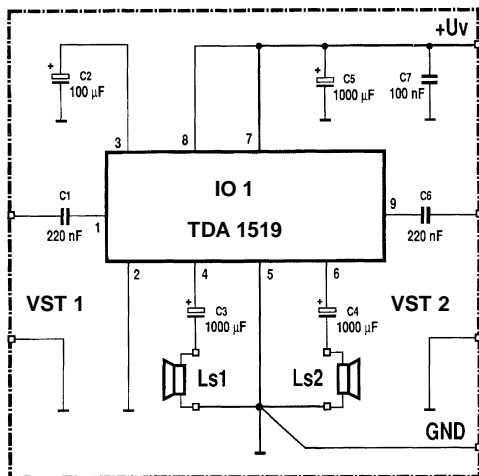 +Uv
C2
100 µF
C5
1000 µF
C7
100 nF
3
8
7
IO 1
TDA 1519
C1
220 nF
1
9
C6
220 nF
2
4
5
6
VST 1
C3
1000 µF
C4
1000 µF
VST 2
Ls1
Ls2
GND
+
+
+
+